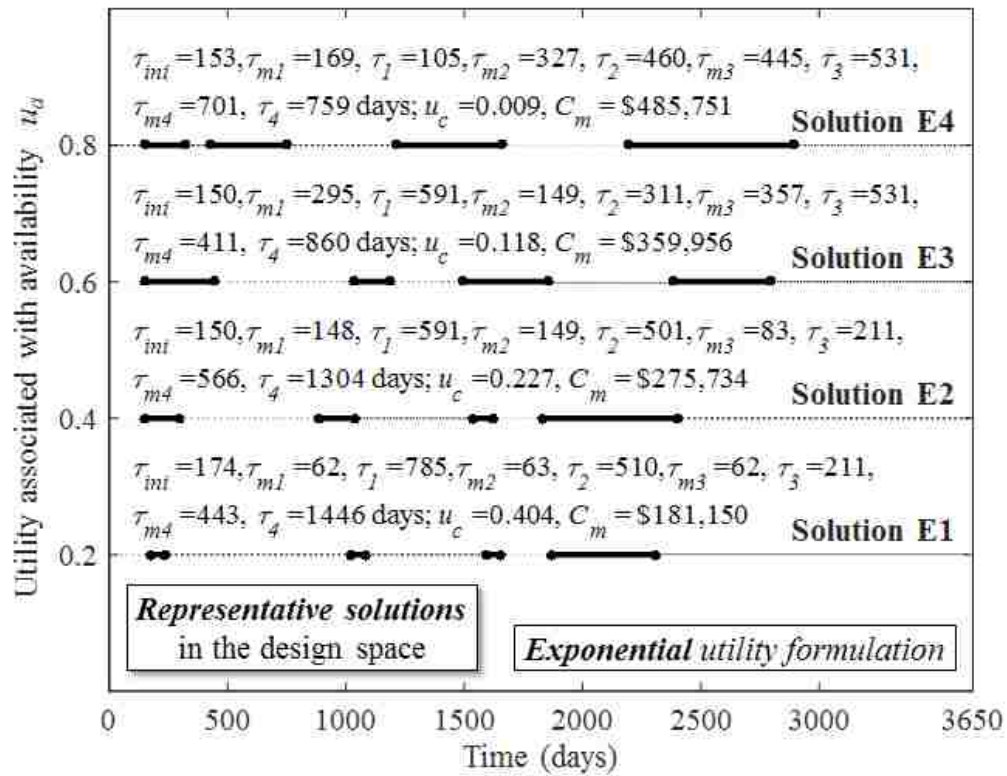 τini =153,τm1 =169, τ1 =105,τm2 =327, τ2 =460,τm3 =445, τ3 =531,
τm4 =701, τ4 =759 days; uc =0.009, Cm =$485,751
Solution E4
τini =150,τm1 =295, τ1 =591,τm2 =149, τ2 =311,τm3 =357, τ3 =531,
τm4 =411, τ4 =860 days; uc =0.118, Cm =$359,956
Solution E3
τini =150,τm1 =148, τ1 =591,τm2 =149, τ2 =501,τm3 =83, τ3 =211,
τm4 =566, τ4 =1304 days; uc =0.227, Cm =$275,734
Solution E2
τini =174,τm1 =62, τ1 =785,τm2 =63, τ2 =510,τm3 =62, τ3 =211,
τm4 =443, τ4 =1446 days; uc =0.404, Cm =$181,150
Solution E1
Representative solutions
in the design space
Exponential utility formulation
Utility associated with availability ua
0.8
0.6
0.4
0.2
0 500 1000 1500 2000 2500 3000 3650
Time (days)